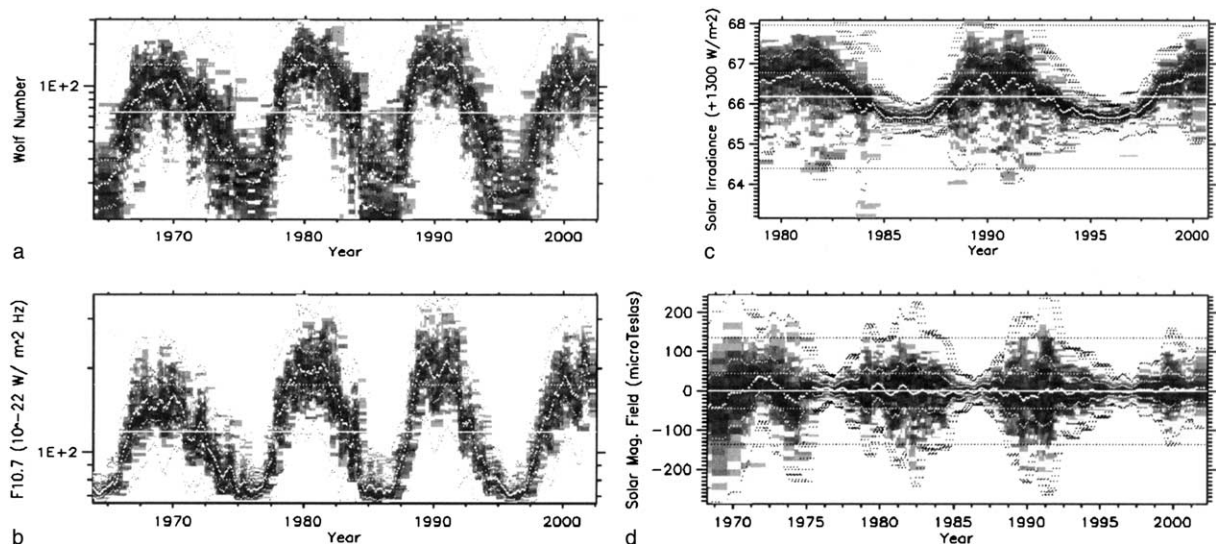 Wolf Number
1E+2
1970 1980 1990 2000
Year
a
Solar Irradiance (+1300 W/m^2)
68
67
66
65
64
1980 1985 1990 1995 2000
Year
c
F10.7 (10-22 W/ m^2 Hz)
1E+2
1970 1980 1990 2000
Year
b
Solar Mag. Field (microTeslas)
200
100
0
-100
-200
1970 1975 1980 1985 1990 1995 2000
Year
d